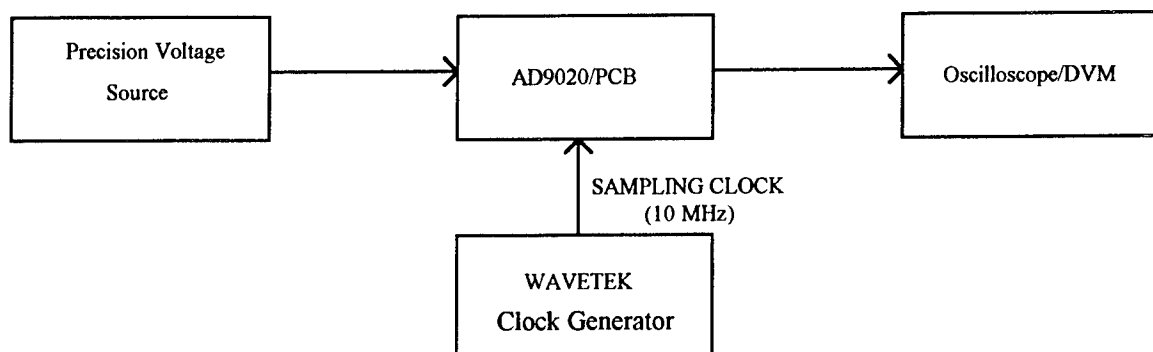 Precision Voltage
Source
AD9020/PCB
Oscilloscope/DVM
SAMPLING CLOCK
(10 MHz)
WAVETEK
Clock Generator